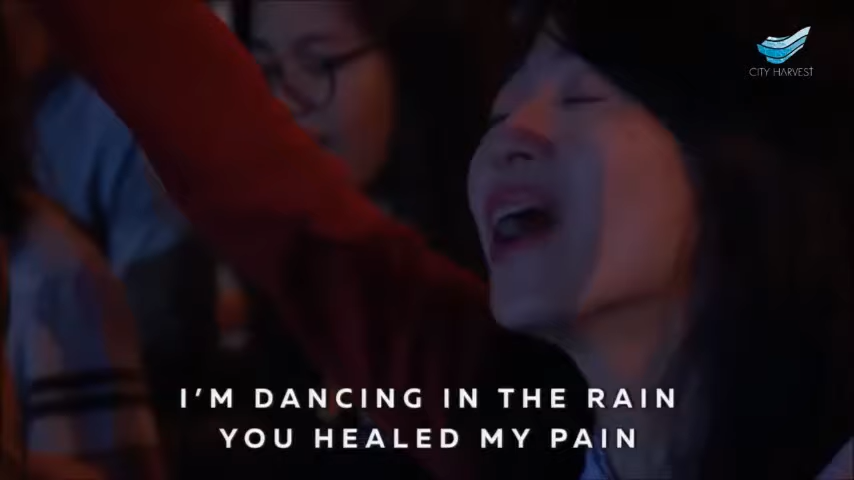 CITY HARVEST
I'M DANCING IN THE RAIN
YOU HEALED MY PAIN